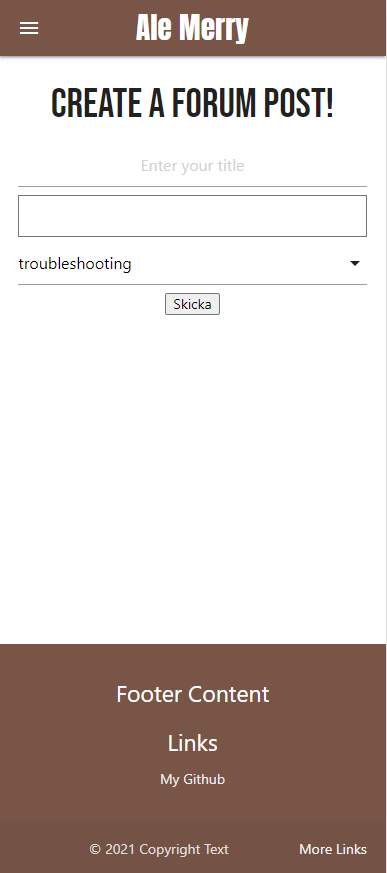 Ale Merry
CREATE A FORUM POST!
Enter your title
troubleshooting
Skicka
Footer Content
Links
My Github
© 2021 Copyright Text
More Links